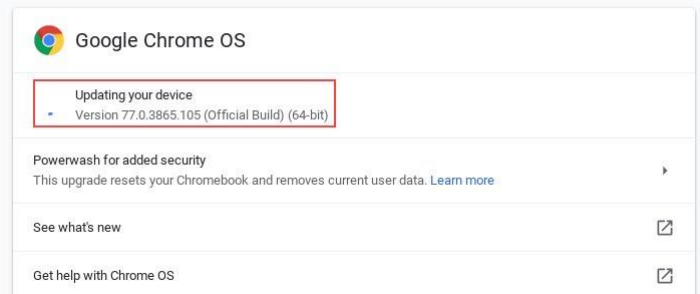 Google Chrome OS
Updating your device
Version 77.0.3865.105 (Official Build) (64-bit)
Powerwash for added security
This upgrade resets your Chromebook and removes current user data. Learn more
See what's new
Get help with Chrome OS